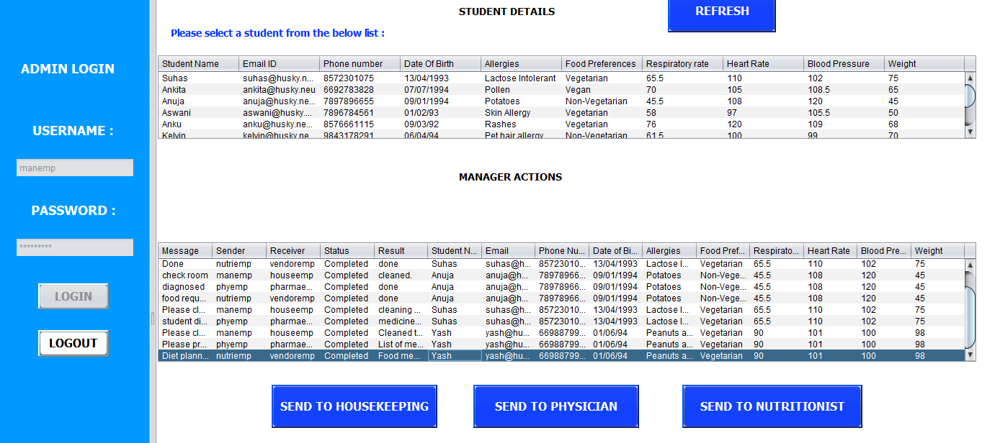 STUDENT DETAILS
REFRESH
Please select a student from the below list :
ADMIN LOGIN
USERNAME :
manemp
PASSWORD :
*********
LOGIN
LOGOUT
Student Name Email ID Phone number Date Of Birth Allergies Food Preferences Respiratory rate Heart Rate Blood Pressure Weight
Suhas suhas@husky.n... 8572301075 13/04/1993 Lactose Intolerant Vegetarian 65.5 110 102 75
Ankita ankita@husky.neu 6692783828 07/07/1994 Pollen Vegan 70 105 108.5 65
Anuja anuja@husky.ne... 7897896655 09/01/1994 Potatoes Non-Vegetarian 45.5 108 120 45
Aswani aswani@husky.... 7896784561 01/02/93 Skin Allergy Vegetarian 58 97 105.5 50
Anku anku@husky.ne... 8576661115 09/03/92 Rashes Vegetarian 76 120 109 68
Kelvin kelvin@husky.ne... 9843178291 06/04/94 Pet hair allergy Non-Vegetarian 61.5 100 99 70
MANAGER ACTIONS
Message Sender Receiver Status Result Student N... Email Phone Nu... Date of Bi... Allergies Food Pref... Respirato... Heart Rate Blood Pre... Weight
Done nutriemp vendoremp Completed done Suhas suhas@h... 85723010... 13/04/1993 Lactose I... Vegetarian 65.5 110 102 75
check room manemp houseemp Completed cleaned. Anuja anuja@h... 78978966... 09/01/1994 Potatoes Non-Vege... 45.5 108 120 45
diagnosed phyemp pharmae... Completed done Anuja anuja@h... 78978966... 09/01/1994 Potatoes Non-Vege... 45.5 108 120 45
food requ... nutriemp vendoremp Completed done Anuja anuja@h... 78978966... 09/01/1994 Potatoes Non-Vege... 45.5 108 120 45
Please cl... manemp houseemp Completed cleaning ... Suhas suhas@h... 85723010... 13/04/1993 Lactose I... Vegetarian 65.5 110 102 75
student di... phyemp pharmae... Completed medicine... Suhas suhas@h... 85723010... 13/04/1993 Lactose I... Vegetarian 65.5 110 102 75
Please cl... manemp houseemp Completed Cleaned t... Yash yash@hu... 66988799... 01/06/94 Peanuts a... Vegetarian 90 101 100 98
Please pr... phyemp pharmae... Completed List of me... Yash yash@hu... 66988799... 01/06/94 Peanuts a... Vegetarian 90 101 100 98
Diet plann... nutriemp vendoremp Completed Food me... Yash yash@hu... 66988799... 01/06/94 Peanuts a... Vegetarian 90 101 100 98
SEND TO HOUSEKEEPING
SEND TO PHYSICIAN
SEND TO NUTRITIONIST